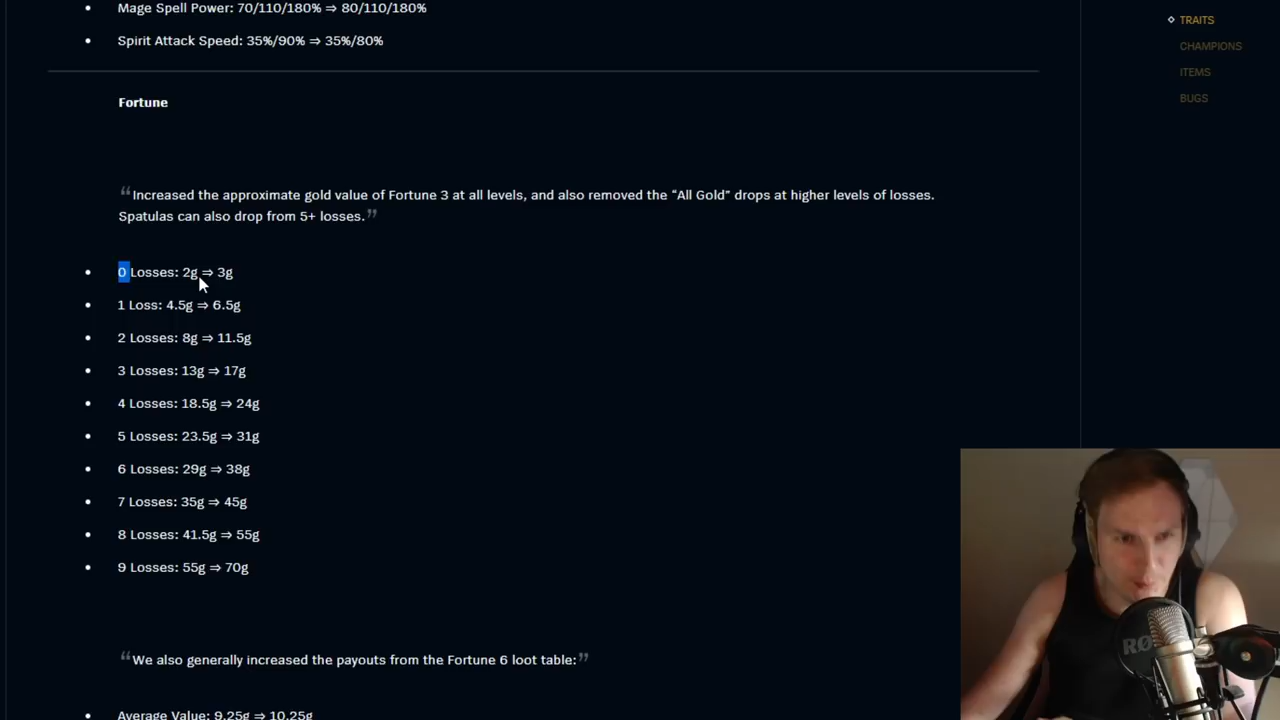 Mage Spell Power: 70/110/180% ⇒ 80/110/180%
Spirit Attack Speed: 35%/90% ⇒ 35%/80%
TRAITS
CHAMPIONS
ITEMS
BUGS
Fortune
“Increased the approximate gold value of Fortune 3 at all levels, and also removed the “All Gold” drops at higher levels of losses.
Spatulas can also drop from 5+ losses.”
0 Losses: 2g ⇒ 3g
1 Loss: 4.5g ⇒ 6.5g
2 Losses: 8g ⇒ 11.5g
3 Losses: 13g ⇒ 17g
4 Losses: 18.5g ⇒ 24g
5 Losses: 23.5g ⇒ 31g
6 Losses: 29g ⇒ 38g
7 Losses: 35g ⇒ 45g
8 Losses: 41.5g ⇒ 55g
9 Losses: 55g ⇒ 70g
“We also generally increased the payouts from the Fortune 6 loot table:”
Average Value: 9.25g ⇒ 10.25g